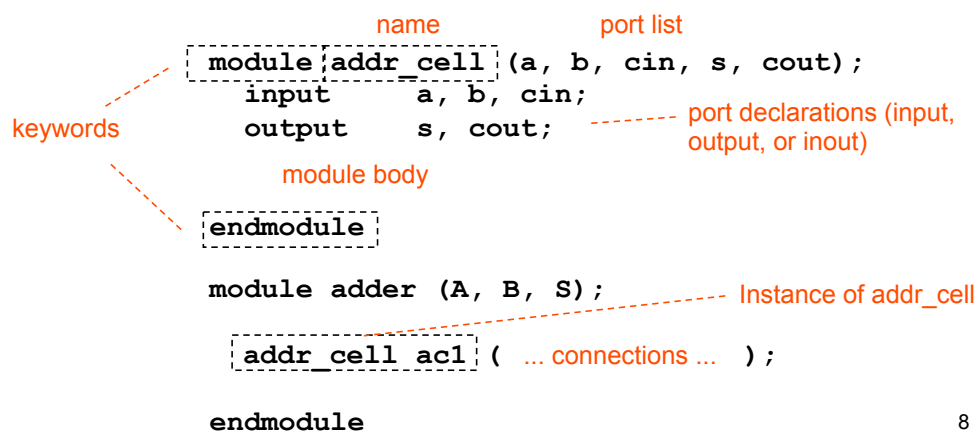 name port list
module addr_cell (a, b, cin, s, cout);
input a, b, cin;
keywords output s, cout; port declarations (input,
output, or inout)
module body
endmodule
module adder (A, B, S);
Instance of addr_cell
addr_cell ac1 ( ... connections ... );
endmodule 8